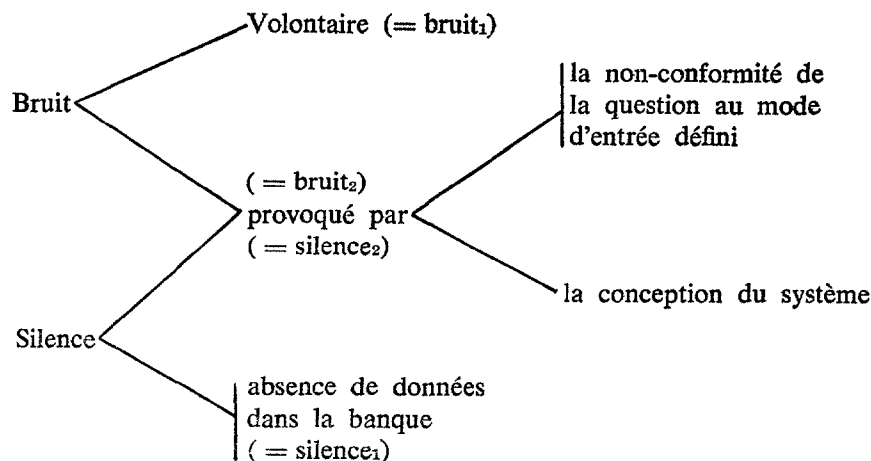 Volontaire (= bruit₁)
Bruit
la non-conformité de
la question au mode
d'entrée défini
( = bruit₂)
provoqué par
( = silence₂)
la conception du système
Silence
absence de données
dans la banque
( = silence₁)